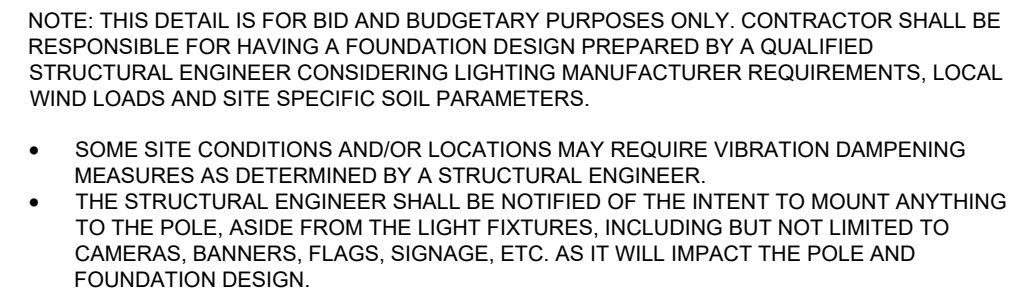 NOTE: THIS DETAIL IS FOR BID AND BUDGETARY PURPOSES ONLY. CONTRACTOR SHALL BE
RESPONSIBLE FOR HAVING A FOUNDATION DESIGN PREPARED BY A QUALIFIED
STRUCTURAL ENGINEER CONSIDERING LIGHTING MANUFACTURER REQUIREMENTS, LOCAL
WIND LOADS AND SITE SPECIFIC SOIL PARAMETERS.
• SOME SITE CONDITIONS AND/OR LOCATIONS MAY REQUIRE VIBRATION DAMPENING
MEASURES AS DETERMINED BY A STRUCTURAL ENGINEER.
• THE STRUCTURAL ENGINEER SHALL BE NOTIFIED OF THE INTENT TO MOUNT ANYTHING
TO THE POLE, ASIDE FROM THE LIGHT FIXTURES, INCLUDING BUT NOT LIMITED TO
CAMERAS, BANNERS, FLAGS, SIGNAGE, ETC. AS IT WILL IMPACT THE POLE AND
FOUNDATION DESIGN.